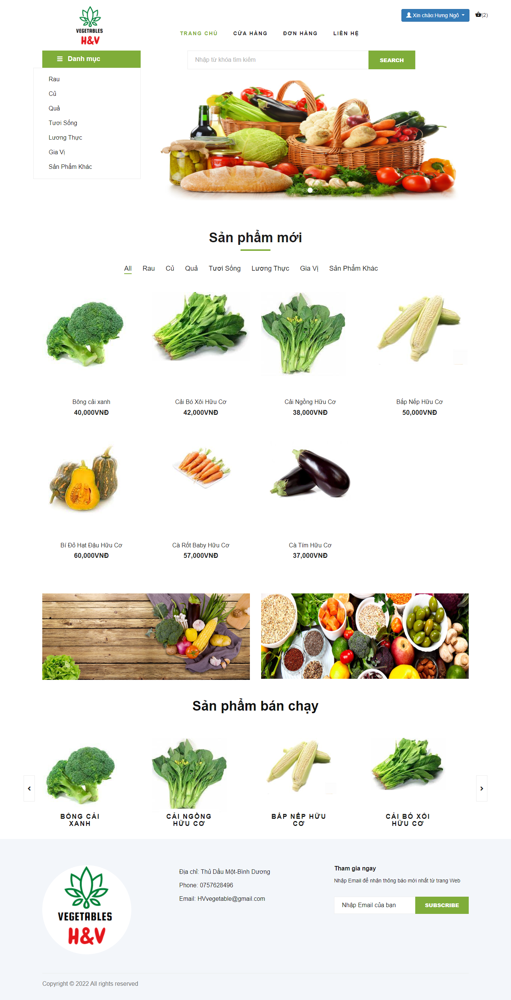 VEGETABLES
H&V
Xin chào:Hưng Ngô
(2)
TRANG CHỦ CỬA HÀNG ĐƠN HÀNG LIÊN HỆ
Danh mục
Nhập từ khóa tìm kiếm
SEARCH
Rau
Củ
Quả
Tươi Sống
Lương Thực
Gia Vị
Sản Phẩm Khác
Sản phẩm mới
All Rau Củ Quả Tươi Sống Lương Thực Gia Vị Sản Phẩm Khác
Bông cải xanh
40,000VNĐ
Cải Bó Xôi Hữu Cơ
42,000VNĐ
Cải Ngồng Hữu Cơ
38,000VNĐ
Bắp Nếp Hữu Cơ
50,000VNĐ
Bí Đỏ Hạt Đậu Hữu Cơ
60,000VNĐ
Cà Rốt Baby Hữu Cơ
57,000VNĐ
Cà Tím Hữu Cơ
37,000VNĐ
Sản phẩm bán chạy
BÔNG CẢI
XANH
CẢI NGỒNG
HỮU CƠ
BẮP NẾP HỮU
CƠ
CẢI BÓ XÔI
HỮU CƠ
VEGETABLES
H&V
Địa chỉ: Thủ Dầu Một-Bình Dương
Phone: 0757628496
Email: HVvegetable@gmail.com
Tham gia ngay
Nhập Email để nhận thông báo mới nhất từ trang Web
Nhập Email của bạn
SUBSCRIBE
Copyright © 2022 All rights reserved